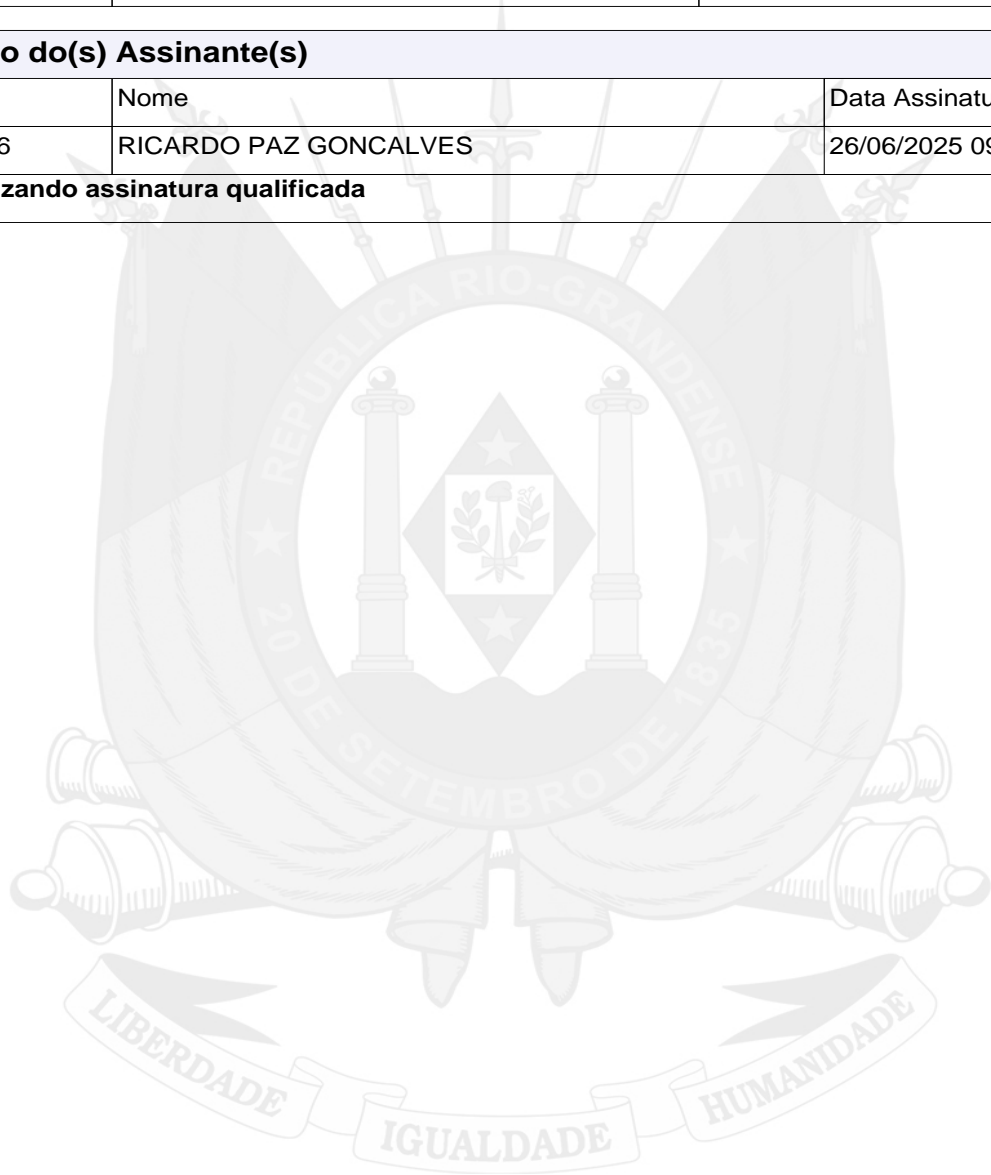 o do(s) Assinante(s)
Nome Data Assinatu
6 RICARDO PAZ GONCALVES 26/06/2025 09
zando assinatura qualificada
REPÚBLICA RIO-GRANDENSE
20 DE SETEMBRO DE 1835
LIBERDADE IGUALDADE HUMANIDADE